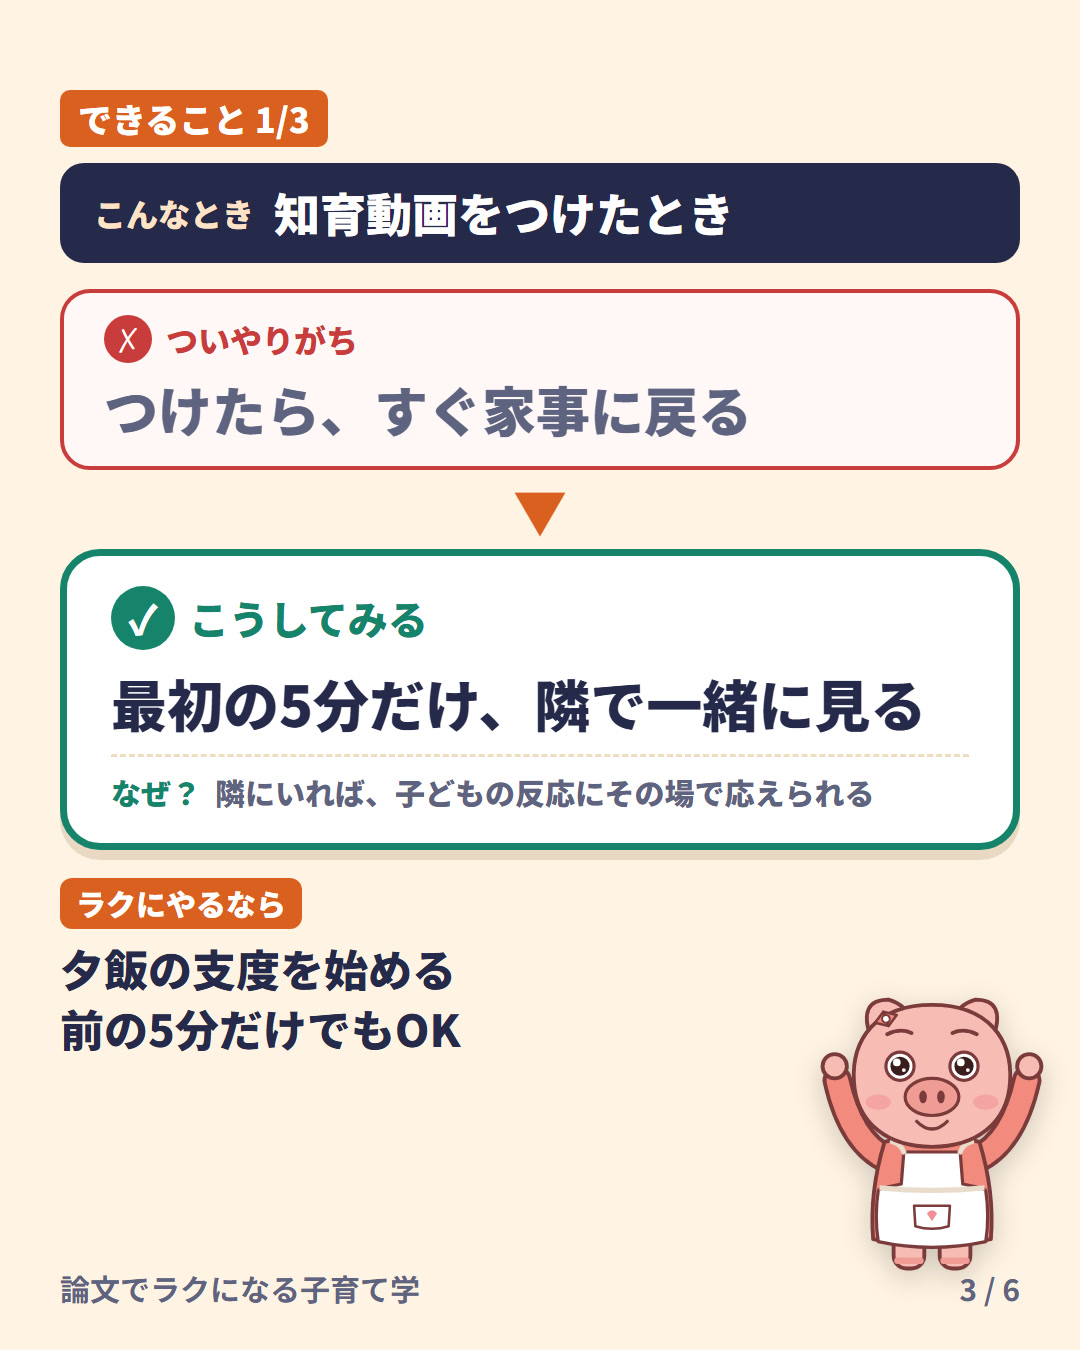 できること 1/3
こんなとき 知育動画をつけたとき
✗ ついやりがち
つけたら、すぐ家事に戻る
▼
✓ こうしてみる
最初の5分だけ、隣で一緒に見る
なぜ？ 隣にいれば、子どもの反応にその場で応えられる
ラクにやるなら
夕飯の支度を始める
前の5分だけでもOK
論文でラクになる子育て学
3 / 6